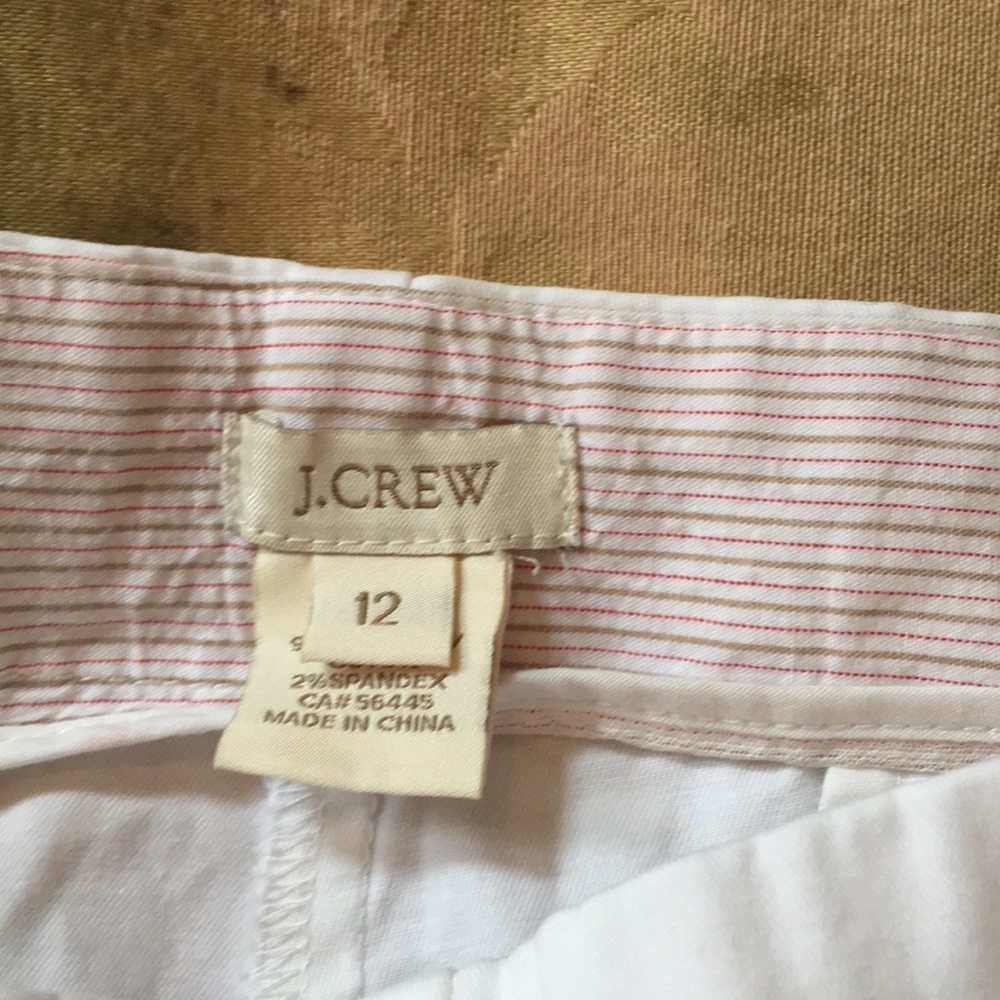 J.CREW
12
2% SPANDEX
CA# 56445
MADE IN CHINA